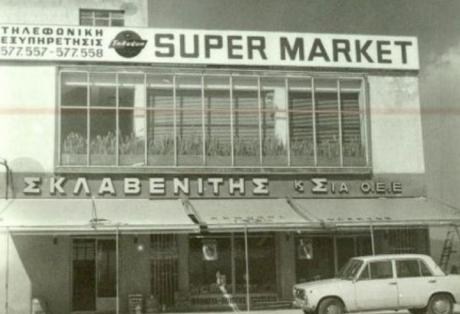 ΤΗΛΕΦΩΝΙΚΗ
ΕΞΥΠΗΡΕΤΗΣΙΣ
577.557-577.558
SUPER MARKET
ΣΚΛΑΒΕΝΙΤΗΣ Κ ΣΙΑ Ο.Ε.Ε